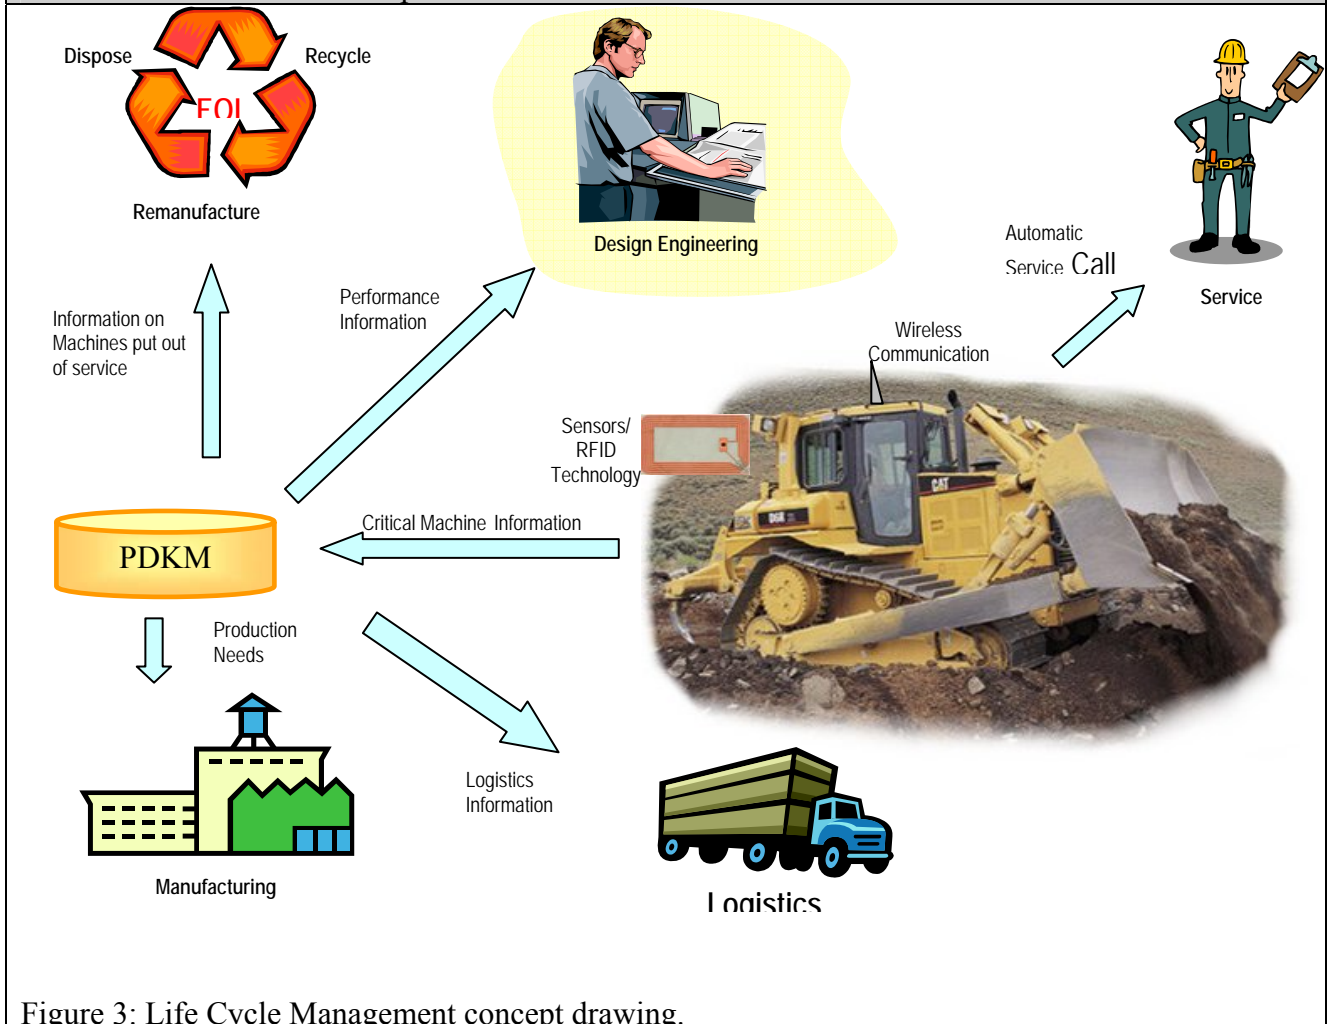 Dispose
Recycle
EOL
Remanufacture
Design Engineering
Automatic
Service Call
Service
Information on
Machines put out
of service
Performance
Information
Wireless
Communication
Sensors/
RFID
Technology
CAT
D6R
Critical Machine Information
PDKM
Production
Needs
Logistics
Information
Manufacturing
Logistics
Figure 3: Life Cycle Management concept drawing.